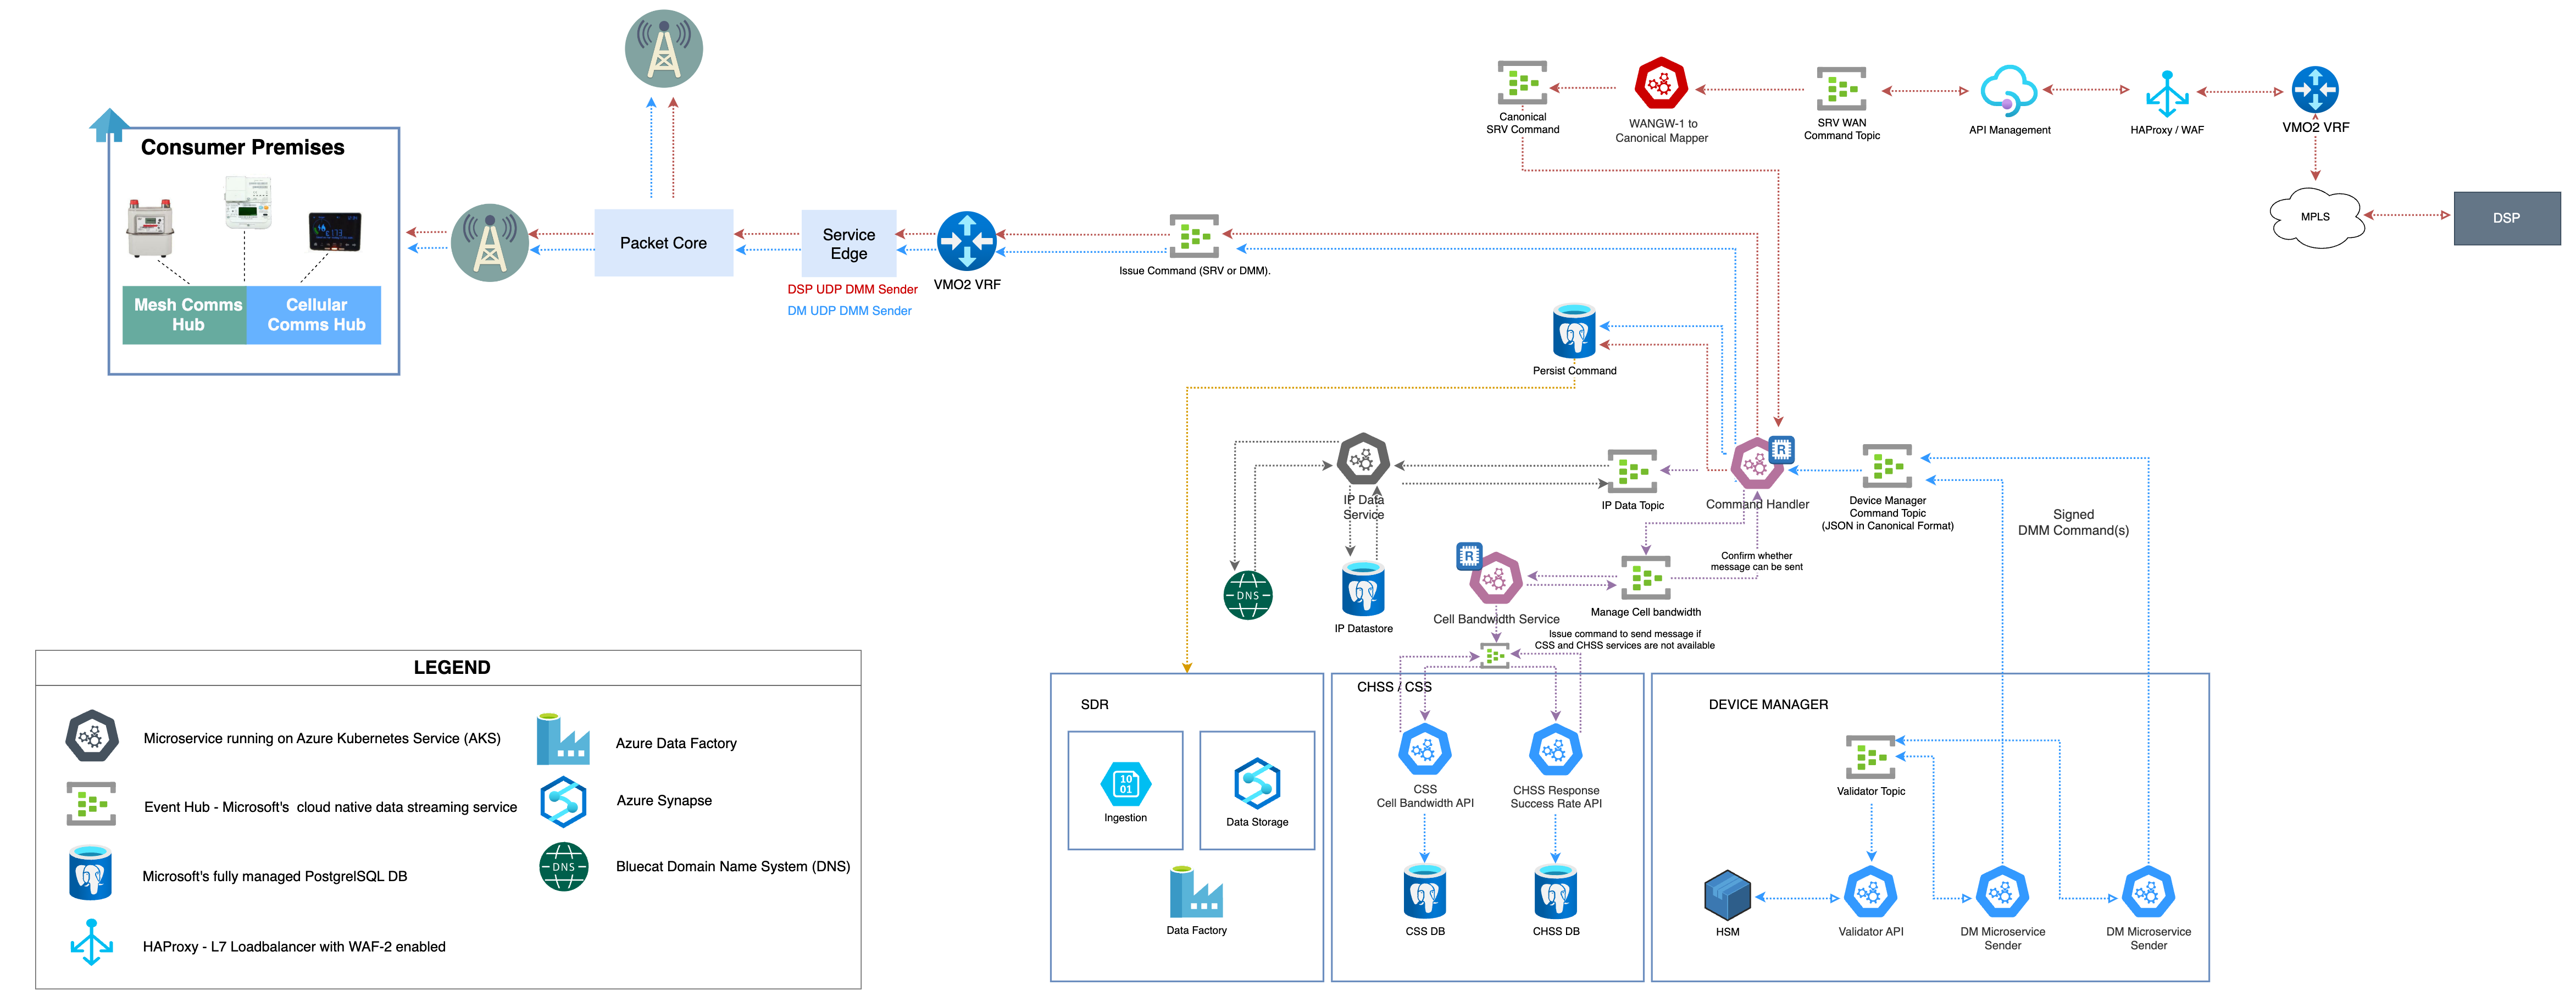 Consumer Premises
Mesh Comms
Hub
Cellular
Comms Hub
Packet Core
Service
Edge
DSP UDP DMM Sender
DM UDP DMM Sender
VMO2 VRF
Issue Command (SRV or DMM).
Canonical
SRV Command
WANGW-1 to
Canonical Mapper
SRV WAN
Command Topic
API Management
HAProxy / WAF
VMO2 VRF
MPLS
DSP
Persist Command
IP Data
Service
IP Data Topic
R
Command Handler
Device Manager
Command Topic
(JSON in Canonical Format)
Signed
DMM Command(s)
DNS
IP Datastore
R
Cell Bandwidth Service
Manage Cell bandwidth
Confirm whether
message can be sent
Issue command to send message if
CSS and CHSS services are not available
SDR
10
01
Ingestion
Data Storage
Data Factory
CHSS / CSS
CSS
Cell Bandwidth API
CHSS Response
Success Rate API
CSS DB
CHSS DB
DEVICE MANAGER
Validator Topic
HSM
Validator API
DM Microservice
Sender
DM Microservice
Sender
LEGEND
Microservice running on Azure Kubernetes Service (AKS)
Event Hub - Microsoft's cloud native data streaming service
Microsoft's fully managed PostgrelSQL DB
HAProxy - L7 Loadbalancer with WAF-2 enabled
Azure Data Factory
Azure Synapse
DNS
Bluecat Domain Name System (DNS)